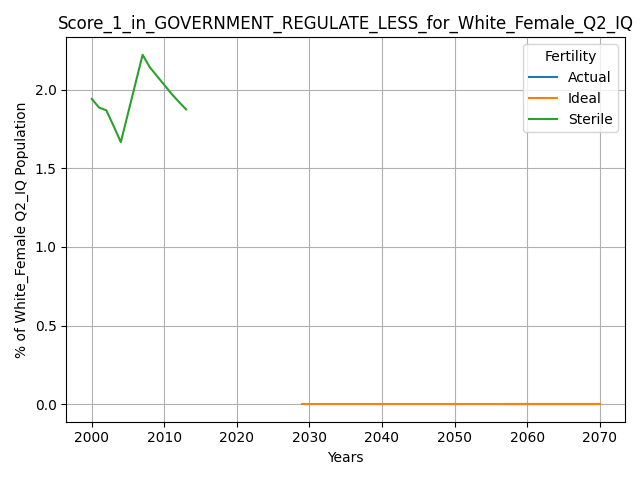 Score_1_in_GOVERNMENT_REGULATE_LESS_for_White_Female_Q2_IQ
% of White_Female Q2_IQ Population
2.0
1.5
1.0
0.5
0.0
Fertility
Actual
Ideal
Sterile
2000 2010 2020 2030 2040 2050 2060 2070
Years